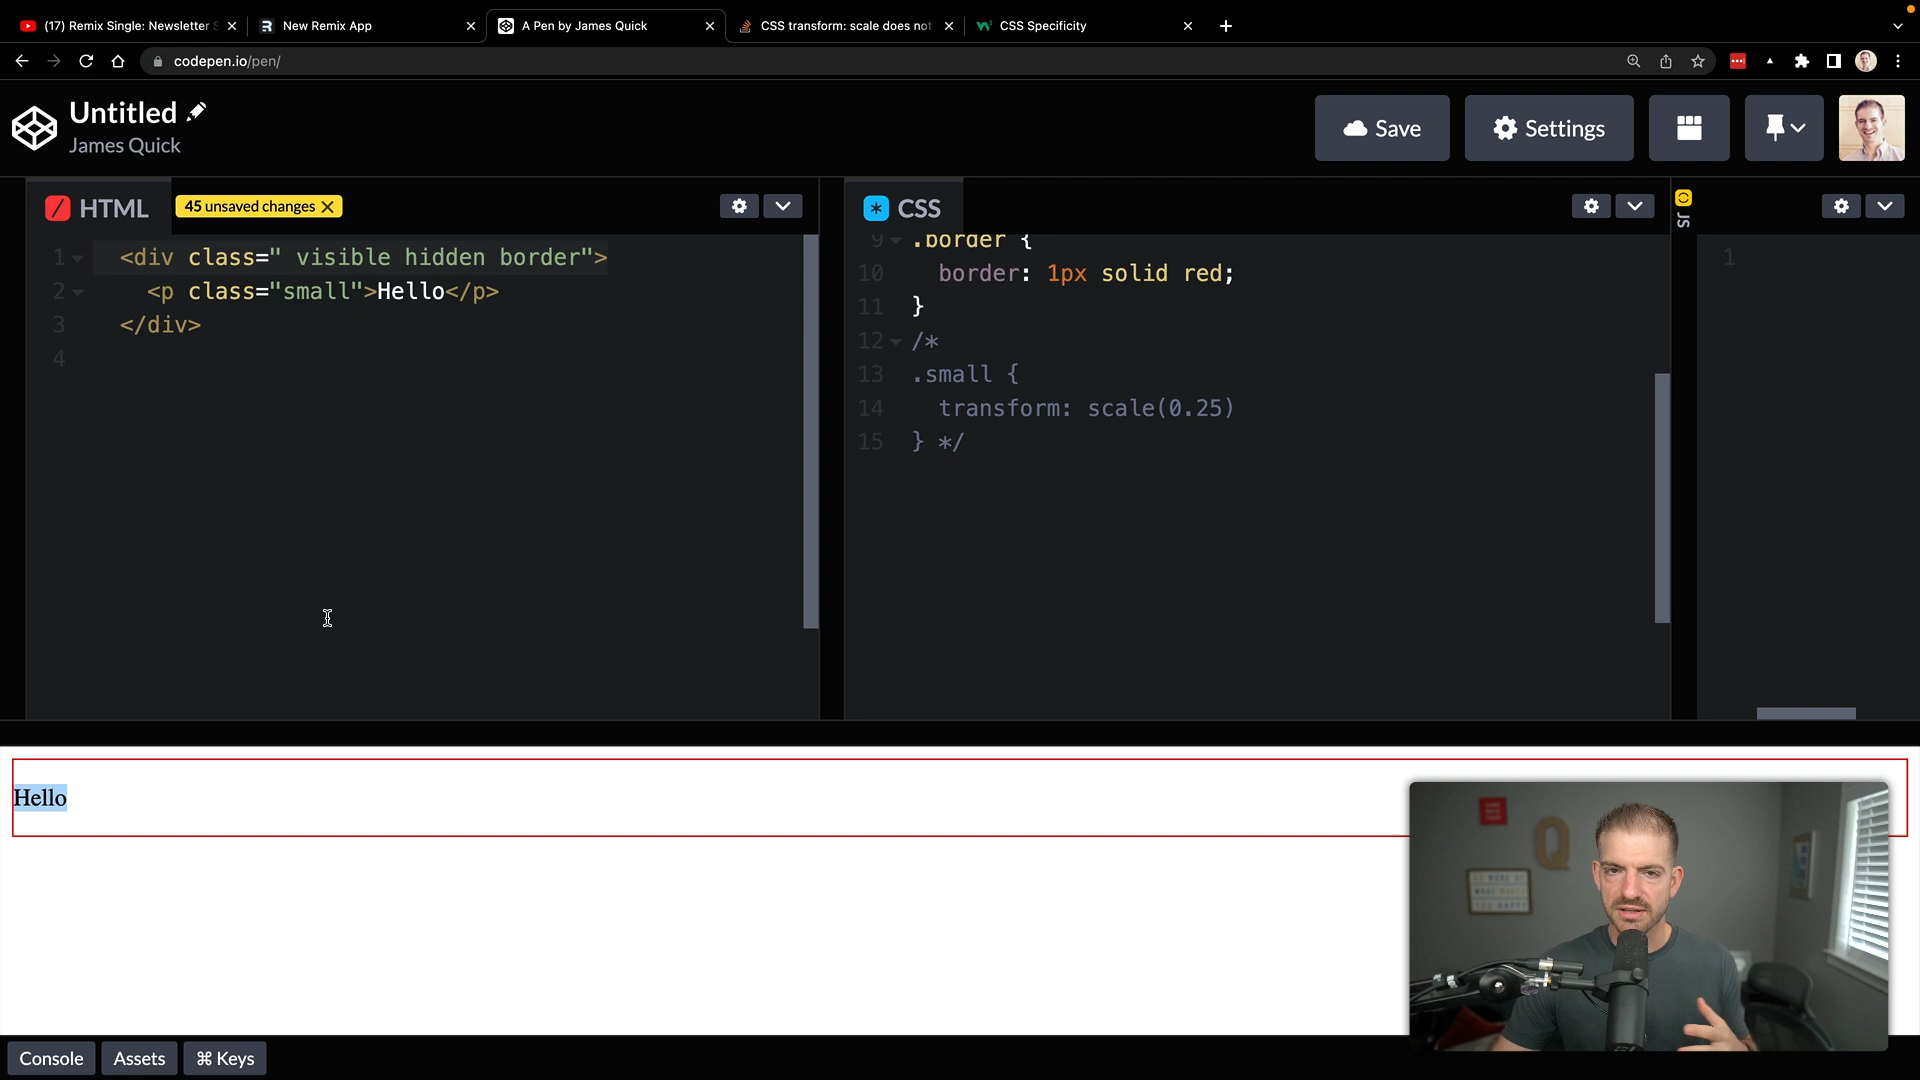 (17) Remix Single: Newsletter S
New Remix App
A Pen by James Quick
CSS transform: scale does not
CSS Specificity
codepen.io/pen/
Untitled
James Quick
Save
Settings
HTML
45 unsaved changes
CSS
JS
1 <div class=" visible hidden border">
2 <p class="small">Hello</p>
3 </div>
4
9 .border {
10 border: 1px solid red;
11 }
12 /*
13 .small {
14 transform: scale(0.25)
15 } */
1
Hello
Q
Console
Assets
⌘ Keys